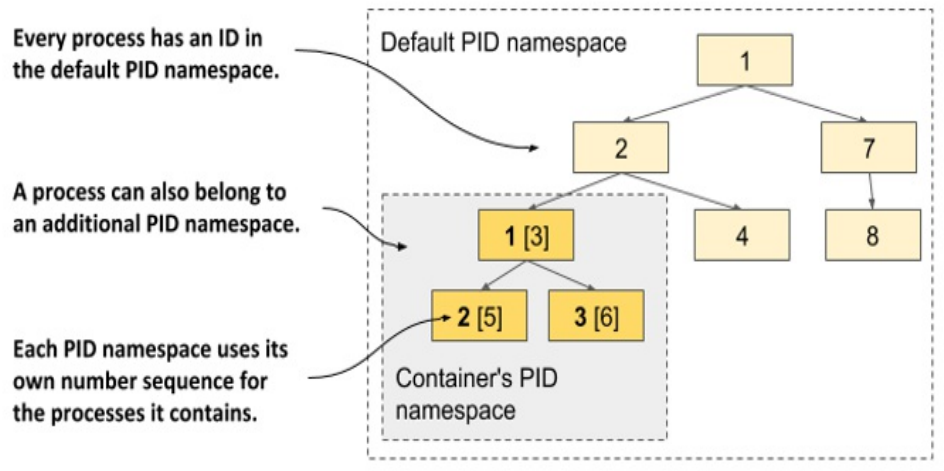 Every process has an ID in
the default PID namespace.
A process can also belong to
an additional PID namespace.
Each PID namespace uses its
own number sequence for
the processes it contains.
Default PID namespace
1
2
7
1 [3]
4
8
2 [5]
3 [6]
Container's PID
namespace